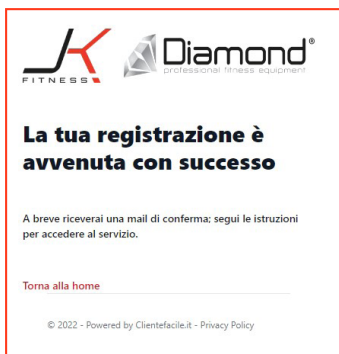 JK
FITNESS
Diamond®
professional fitness equipment
La tua registrazione è
avvenuta con successo
A breve riceverai una mail di conferma; segui le istruzioni
per accedere al servizio.
Torna alla home
© 2022 - Powered by Clientefacile.it - Privacy Policy